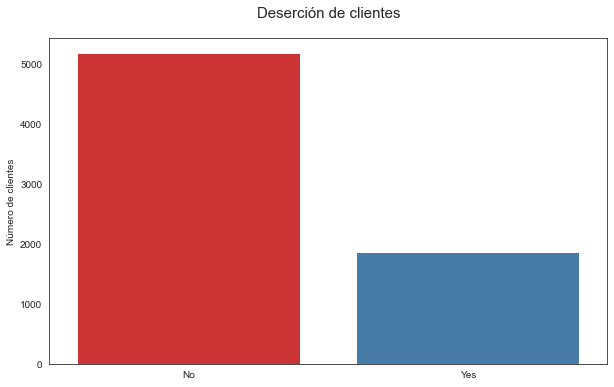 Deserción de clientes
Número de clientes
5000
4000
3000
2000
1000
0
No
Yes